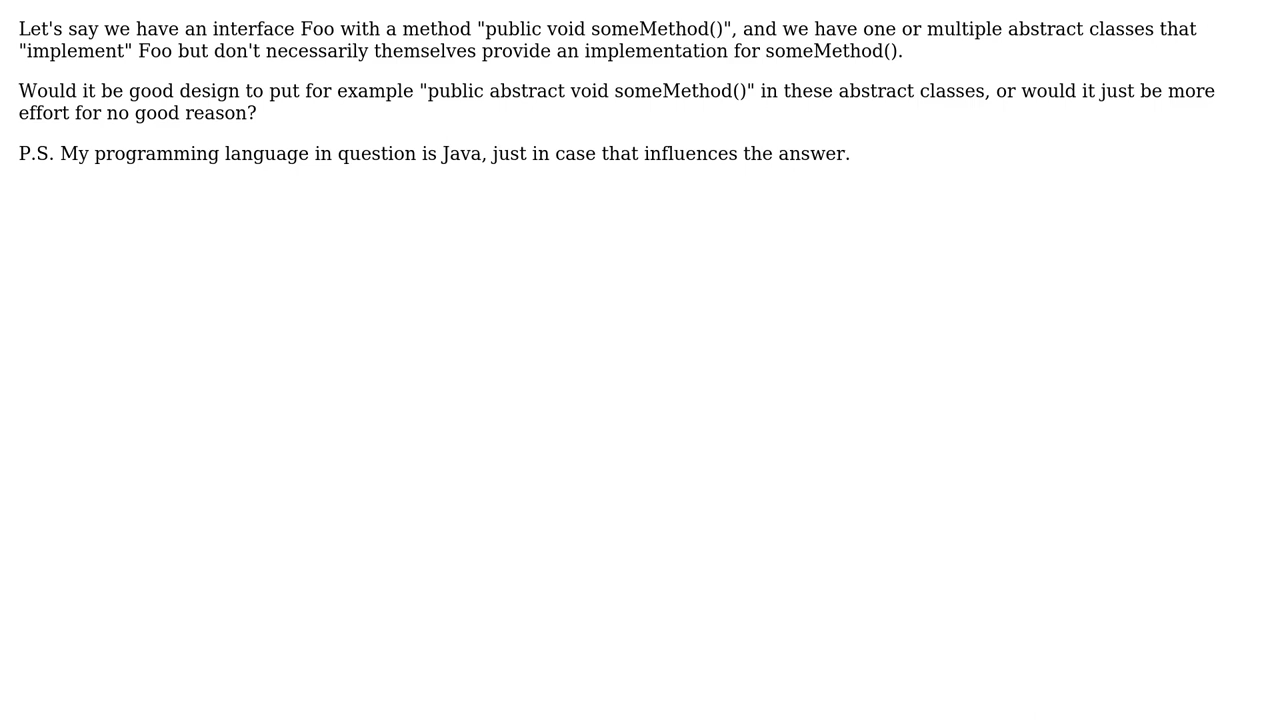 Let's say we have an interface Foo with a method "public void someMethod()", and we have one or multiple abstract classes that
"implement" Foo but don't necessarily themselves provide an implementation for someMethod().
Would it be good design to put for example "public abstract void someMethod()" in these abstract classes, or would it just be more
effort for no good reason?
P.S. My programming language in question is Java, just in case that influences the answer.